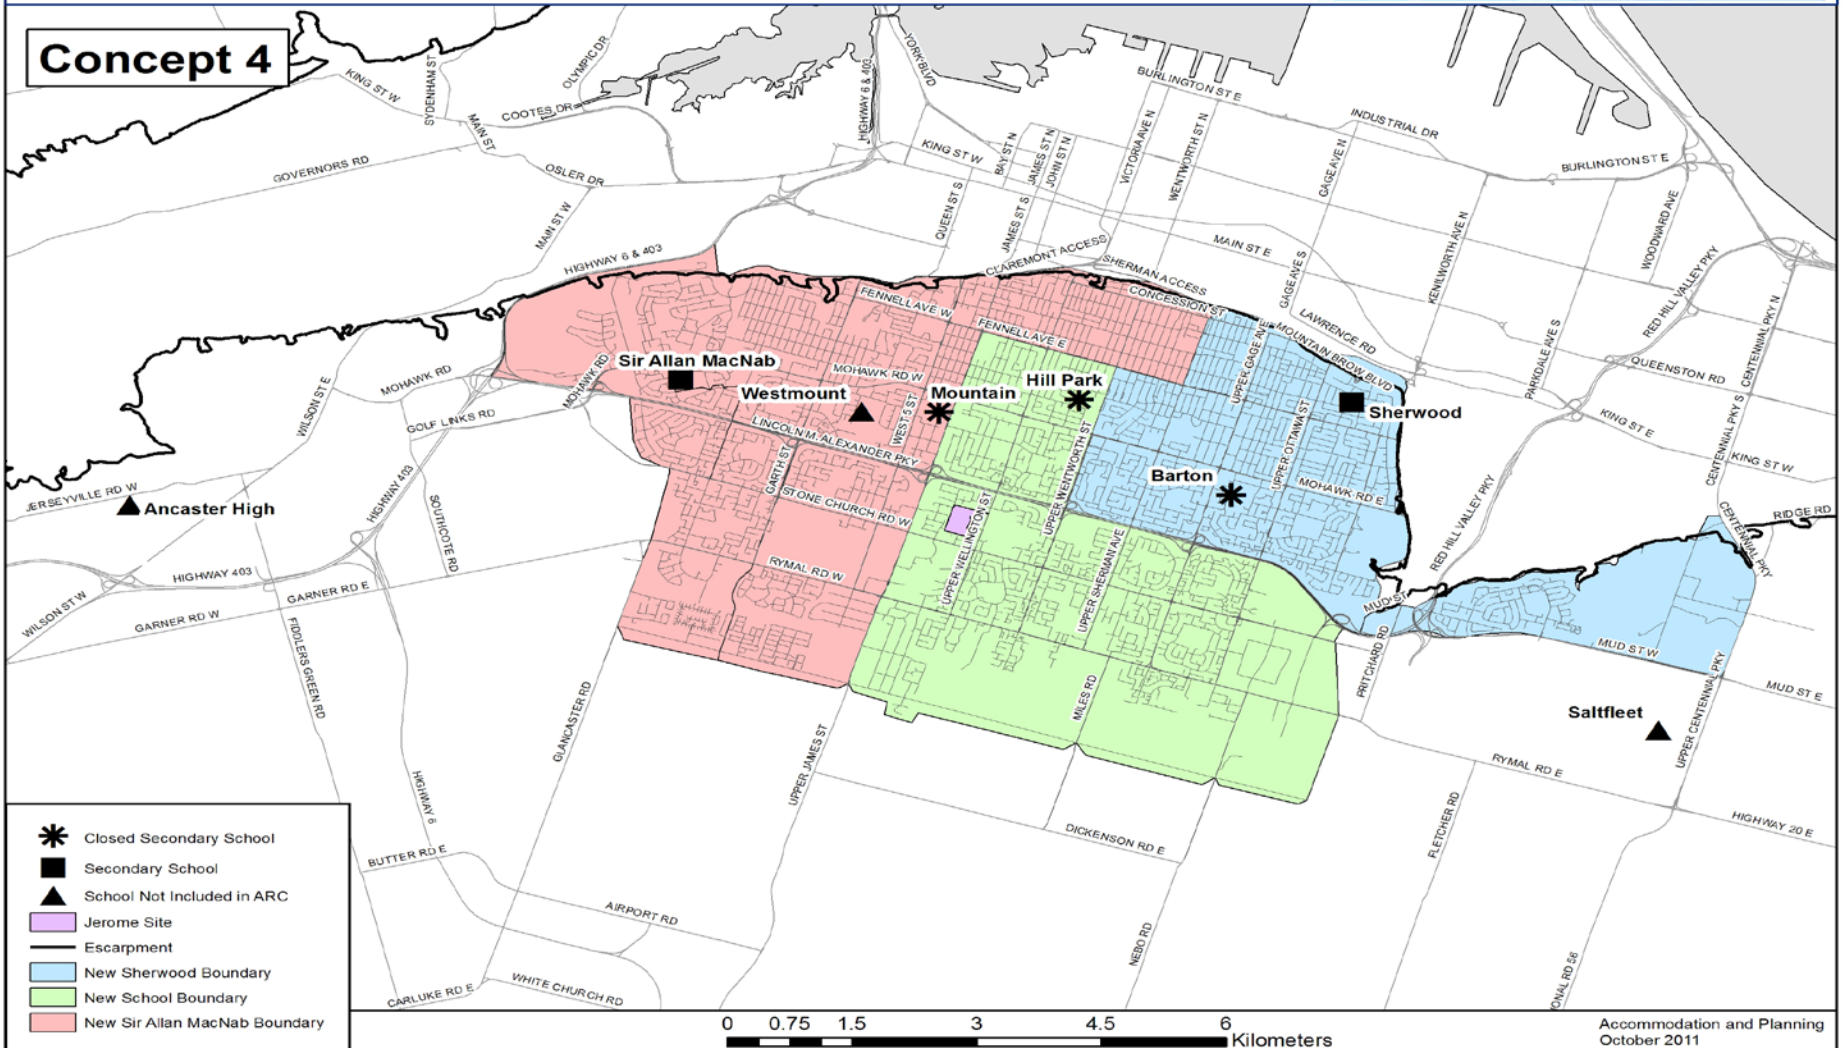 Concept 4
KING ST W
SYDENHAM ST
OLYMPIC DR
COOTES DR
MAIN ST
GOVERNORS RD
OSLER DR
MAIN ST W
HIGHWAY 6 & 403
HIGHWAY 6 & 403
YORK BLVD
KING ST W
BAY ST N
JAMES ST N
JOHN ST N
QUEEN ST S
JAMES ST S
VICTORIA AVE N
WENTWORTH ST N
BURLINGTON ST E
INDUSTRIAL DR
GAGE AVE N
BURLINGTON ST E
WOODWARD AVE
KENILWORTH AVE N
MAIN ST E
GAGE AVE S
CLAREMONT ACCESS
SHERMAN ACCESS
CONCESSION ST
LAWRENCE RD
MOUNTAIN BROW BLVD
RED HILL VALLEY PKY
CENTENNIAL PKY N
PARKDALE AVE S
QUEENSTON RD
KING ST E
CENTENNIAL PKY S
KING ST W
CENTENNIAL PKY
RIDGE RD
FENNELL AVE W
FENNELL AVE E
UPPER GAGE AVE
Sir Allan MacNab
MOHAWK RD W
Westmount
Mountain
Hill Park
Sherwood
WEST 5 ST
MOHAWK RD
MOHAWK RD
WILSON ST E
GOLF LINKS RD
LINCOLN M. ALEXANDER PKY
GARTH ST
UPPER WENTWORTH ST
UPPER OTTAWA ST
Barton
MOHAWK RD E
STONE CHURCH RD W
UPPER WELLINGTON ST
UPPER SHERMAN AVE
RED HILL VALLEY PKY
JERSEYVILLE RD W
Ancaster High
HIGHWAY 403
SOUTHCOTE RD
HIGHWAY 403
RYMAL RD W
GARNER RD E
GARNER RD W
WILSON ST W
FIDDLERS GREEN RD
MUD ST
MUD ST W
MUD ST E
PRITCHARD RD
UPPER CENTENNIAL PKY
Saltfleet
GLANCASTER RD
UPPER JAMES ST
MILES RD
RYMAL RD E
HIGHWAY 20 E
HIGHWAY 6
DICKENSON RD E
FLETCHER RD
BUTTER RD E
AIRPORT RD
NEBO RD
ONAL RD 56
CARLUKE RD E
WHITE CHURCH RD
Closed Secondary School
Secondary School
School Not Included in ARC
Jerome Site
Escarpment
New Sherwood Boundary
New School Boundary
New Sir Allan MacNab Boundary
0 0.75 1.5 3 4.5 6
Kilometers
Accommodation and Planning
October 2011